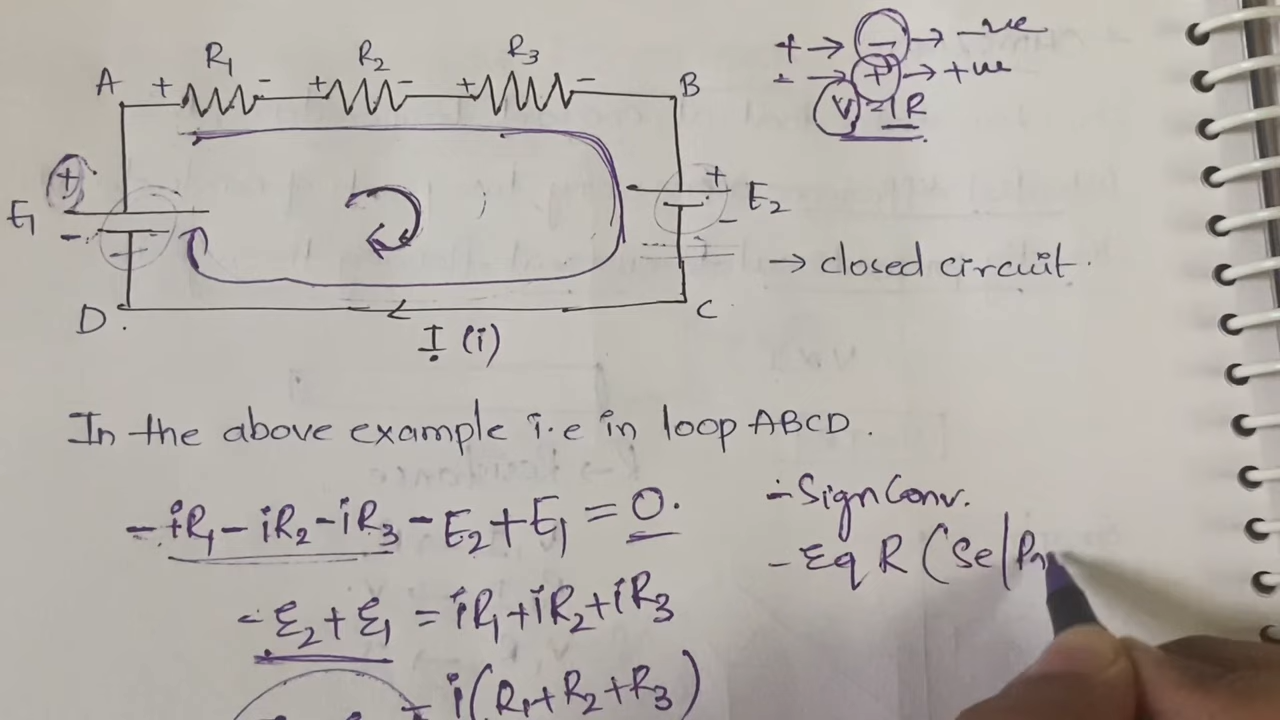 A + R₁ - + R₂ - + R₃ - B
+ → - → -ve
- → + → +ve
V = IR
+
E₁
-
+
E₂
-
→ closed circuit.
D.
C
I (i)
In the above example i.e in loop ABCD.
-iR₁ - iR₂ - iR₃ - E₂ + E₁ = 0.
- Sign Conv.
- Eq R (Se/Pa
- E₂ + E₁ = iR₁ + iR₂ + iR₃
= i(R₁+R₂+R₃)